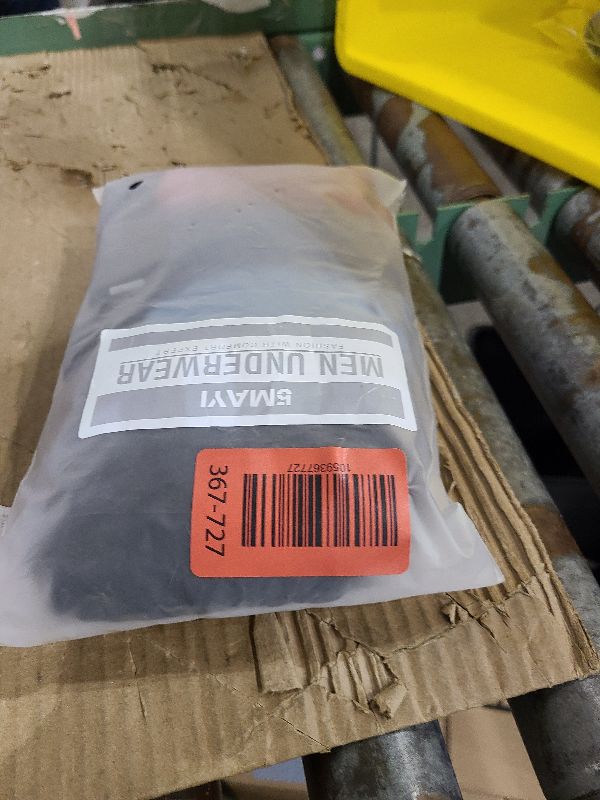 5MAYI
MEN UNDERWEAR
FASHION WITH COMFORT EXPERT
1059367727
367-727